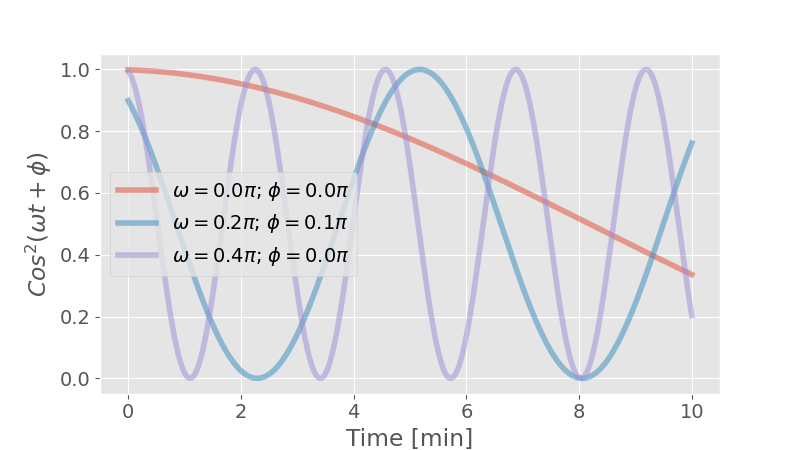 1.0
0.8
0.6
0.4
0.2
0.0
Cos²(ωt + ϕ)
ω = 0.0π; ϕ = 0.0π
ω = 0.2π; ϕ = 0.1π
ω = 0.4π; ϕ = 0.0π
0 2 4 6 8 10
Time [min]